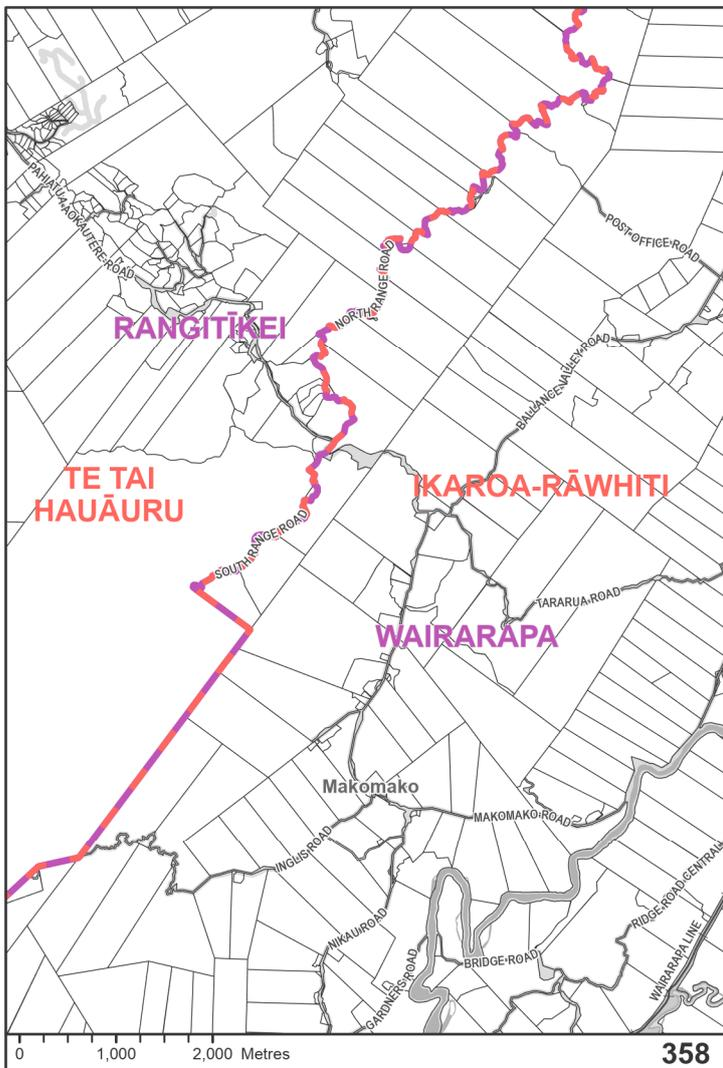 PAHIATUA AOKAUTERE ROAD
POST OFFICE ROAD
NORTH RANGE ROAD
RANGITĪKEI
BALLANCE VALLEY ROAD
TE TAI
HAUĀURU
IKAROA-RĀWHITI
SOUTH RANGE ROAD
TARARUA ROAD
WAIRARAPA
Makomako
MAKOMAKO ROAD
INGLIS ROAD
RIDGE ROAD CENTRAL
NIKAU ROAD
BRIDGE ROAD
GARDNERS ROAD
WAIRARAPA LINE
0 1,000 2,000 Metres
358